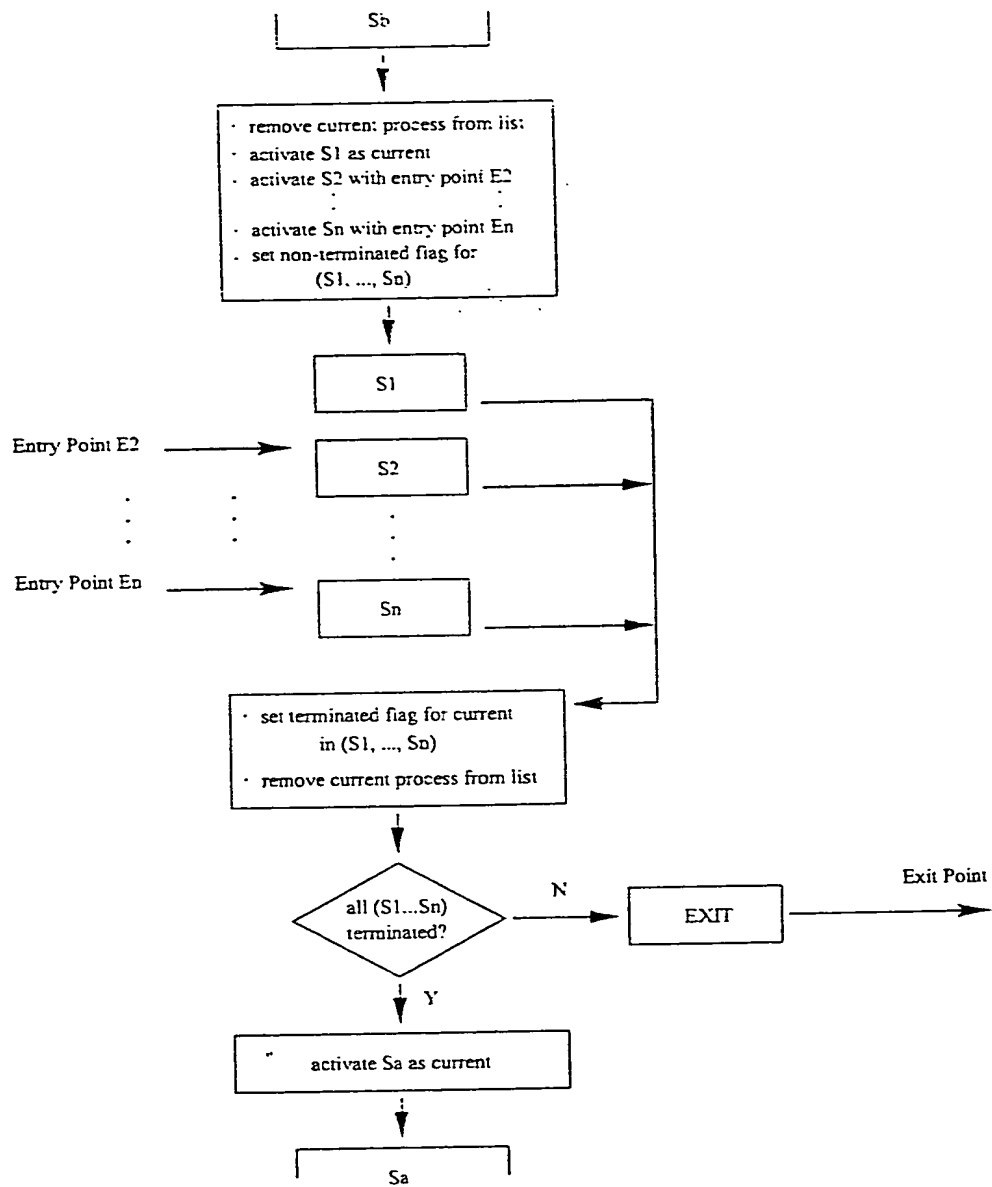 Sb
· remove current process from list
· activate S1 as current
· activate S2 with entry point E2
· activate Sn with entry point En
· set non-terminated flag for
(S1, ..., Sn)
S1
Entry Point E2
S2
Entry Point En
Sn
· set terminated flag for current
in (S1, ..., Sn)
· remove current process from list
all (S1...Sn)
terminated?
N
EXIT
Exit Point
Y
activate Sa as current
Sa